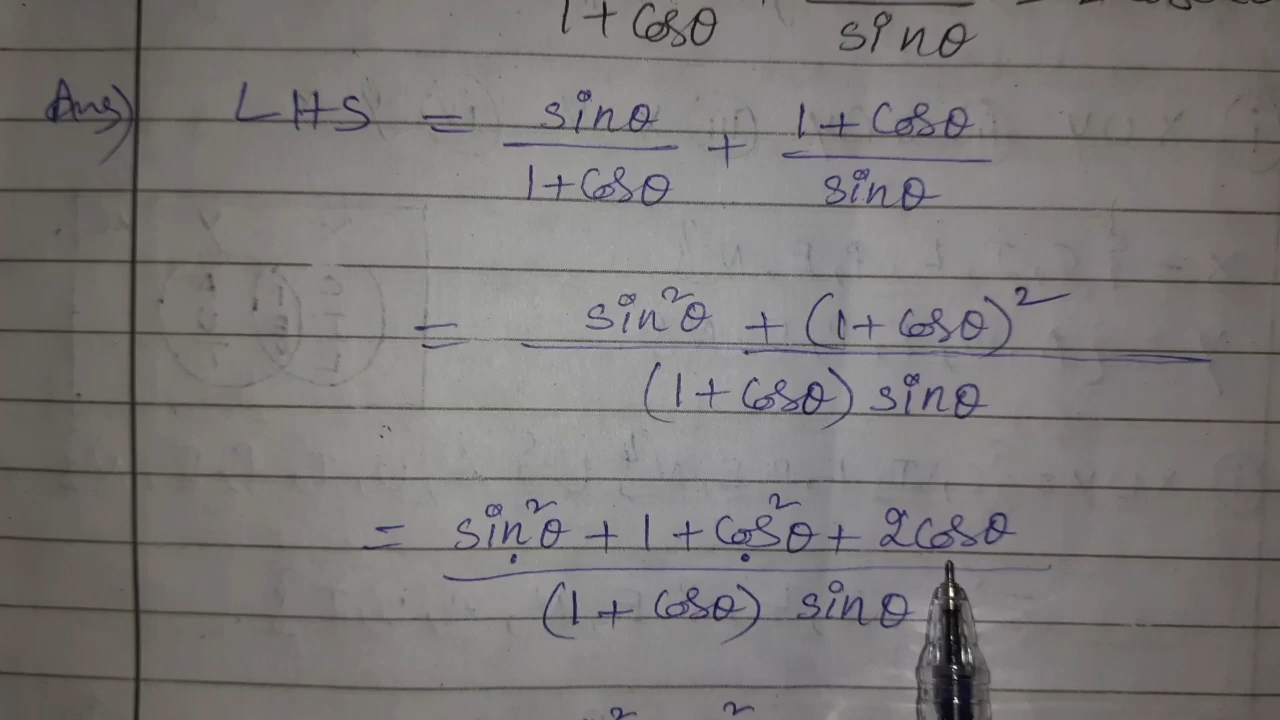 1+cosθ sinθ
Ans) LHS = sinθ/1+cosθ + 1+cosθ/sinθ
= sin²θ + (1+cosθ)²/(1+cosθ) sinθ
= sin²θ + 1 + cos²θ + 2cosθ/(1+cosθ) sinθ